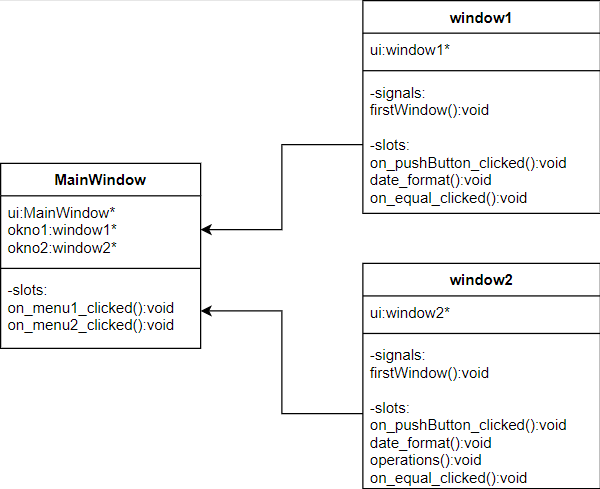 MainWindow
ui:MainWindow*
okno1:window1*
okno2:window2*
-slots:
on_menu1_clicked():void
on_menu2_clicked():void
window1
ui:window1*
-signals:
firstWindow():void
-slots:
on_pushButton_clicked():void
date_format():void
on_equal_clicked():void
window2
ui:window2*
-signals:
firstWindow():void
-slots:
on_pushButton_clicked():void
date_format():void
operations():void
on_equal_clicked():void